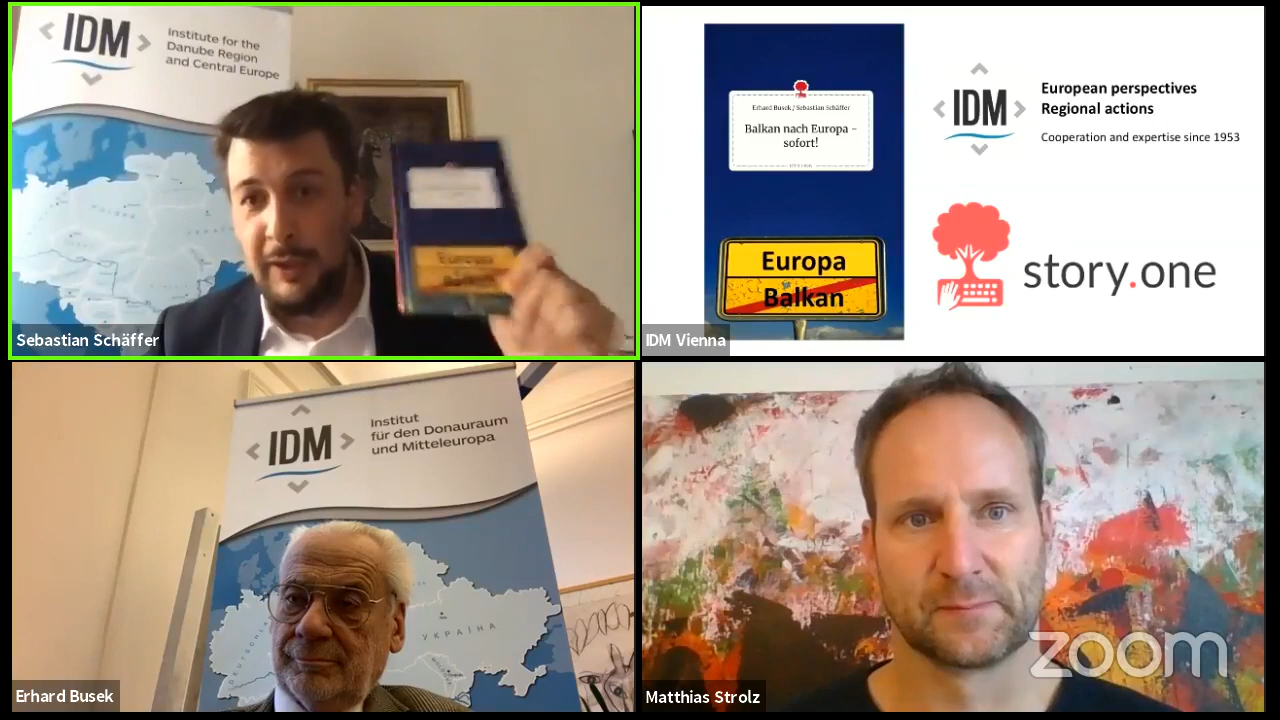 IDM
Institute for the
Danube Region
and Central Europe
Sebastian Schäffer
Erhard Busek / Sebastian Schäffer
Balkan nach Europa –
sofort!
Europa
Balkan
IDM
European perspectives
Regional actions
Cooperation and expertise since 1953
story.one
IDM Vienna
IDM
Institut
für den Donauraum
und Mitteleuropa
УКРАЇНА
Erhard Busek
Matthias Strolz
zoom